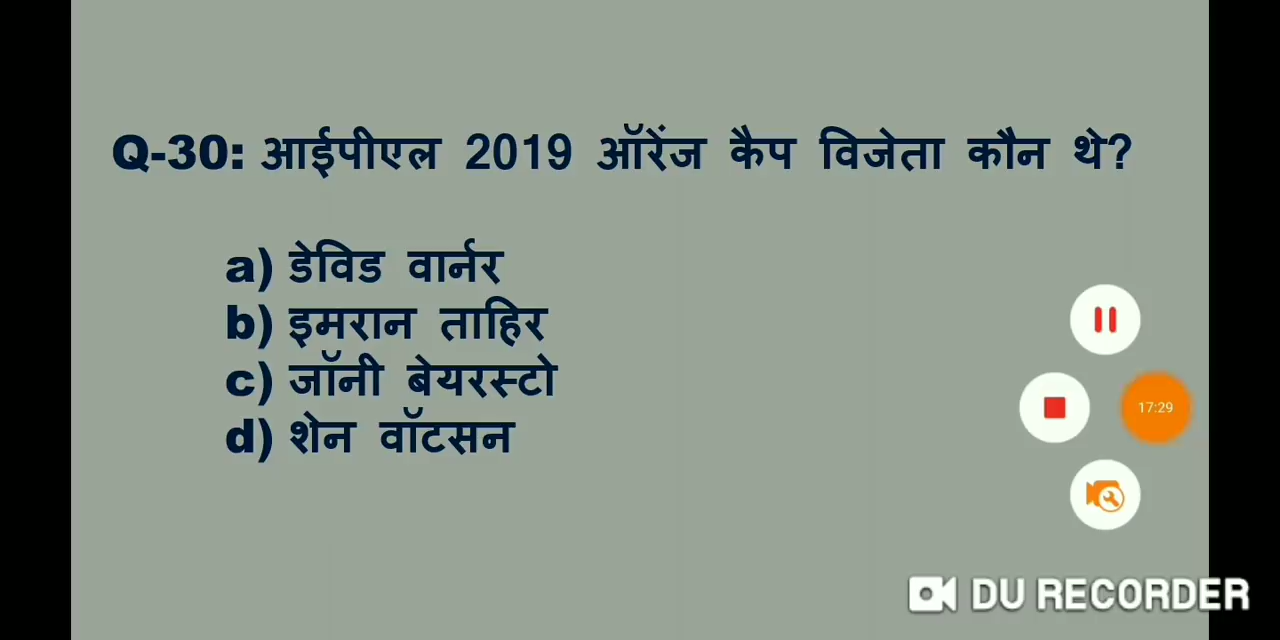 Q-30: आईपीएल 2019 ऑरेंज कैप विजेता कौन थे?
a) डेविड वार्नर
b) इमरान ताहिर
c) जॉनी बेयरस्टो
d) शेन वॉटसन
17:29
DU RECORDER